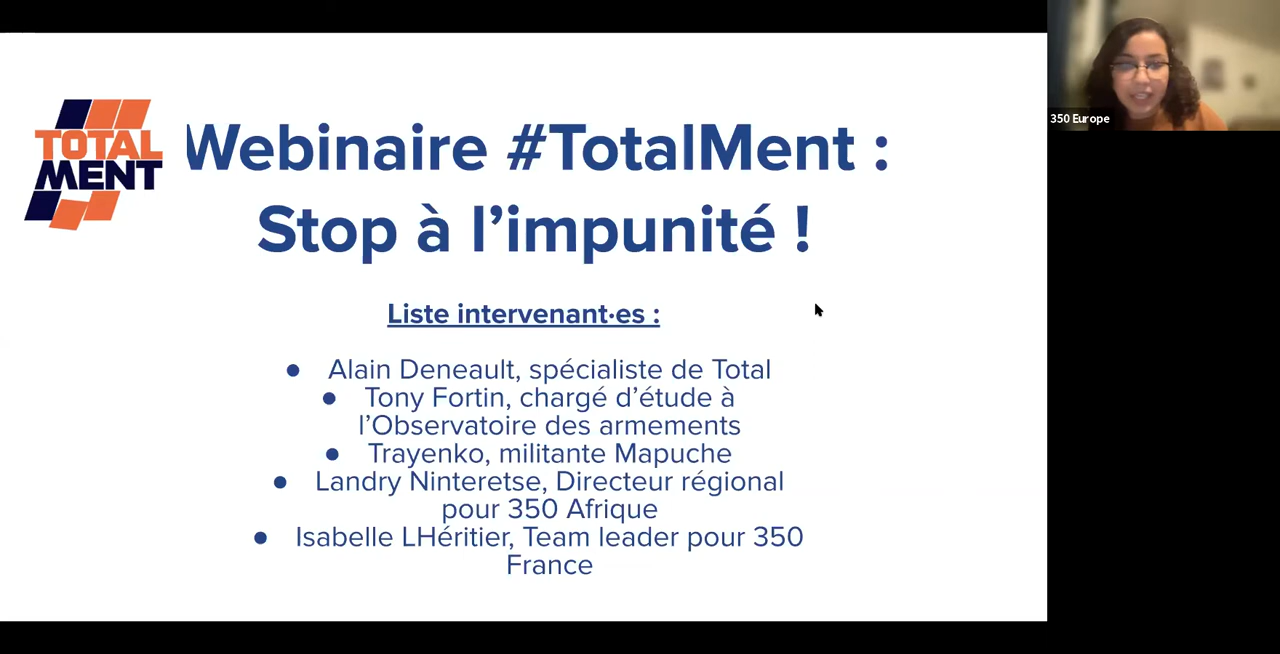 TOTAL
MENT
Webinaire #TotalMent :
Stop à l’impunité !
Liste intervenant·es :
● Alain Deneault, spécialiste de Total
● Tony Fortin, chargé d’étude à
l’Observatoire des armements
● Trayenko, militante Mapuche
● Landry Ninteretse, Directeur régional
pour 350 Afrique
● Isabelle LHéritier, Team leader pour 350
France
350 Europe